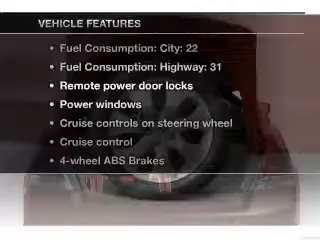 VEHICLE FEATURES
• Fuel Consumption: City: 22
• Fuel Consumption: Highway: 31
• Remote power door locks
• Power windows
• Cruise controls on steering wheel
• Cruise control
• 4-wheel ABS Brakes